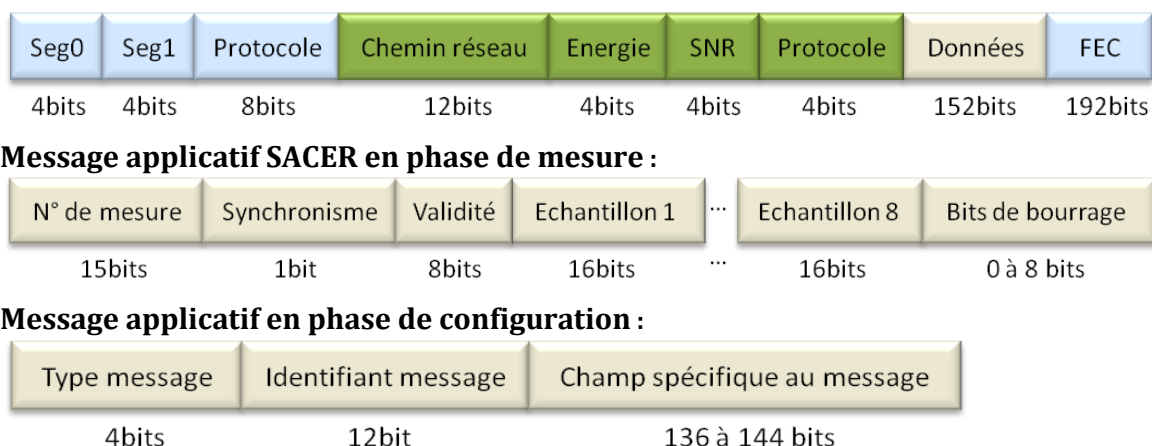 Seg0 Seg1 Protocole Chemin réseau Energie SNR Protocole Données FEC
4bits 4bits 8bits 12bits 4bits 4bits 4bits 152bits 192bits
Message applicatif SACER en phase de mesure :
N° de mesure Synchronisme Validité Echantillon 1 ... Echantillon 8 Bits de bourrage
15bits 1bit 8bits 16bits ... 16bits 0 à 8 bits
Message applicatif en phase de configuration :
Type message Identifiant message Champ spécifique au message
4bits 12bit 136 à 144 bits